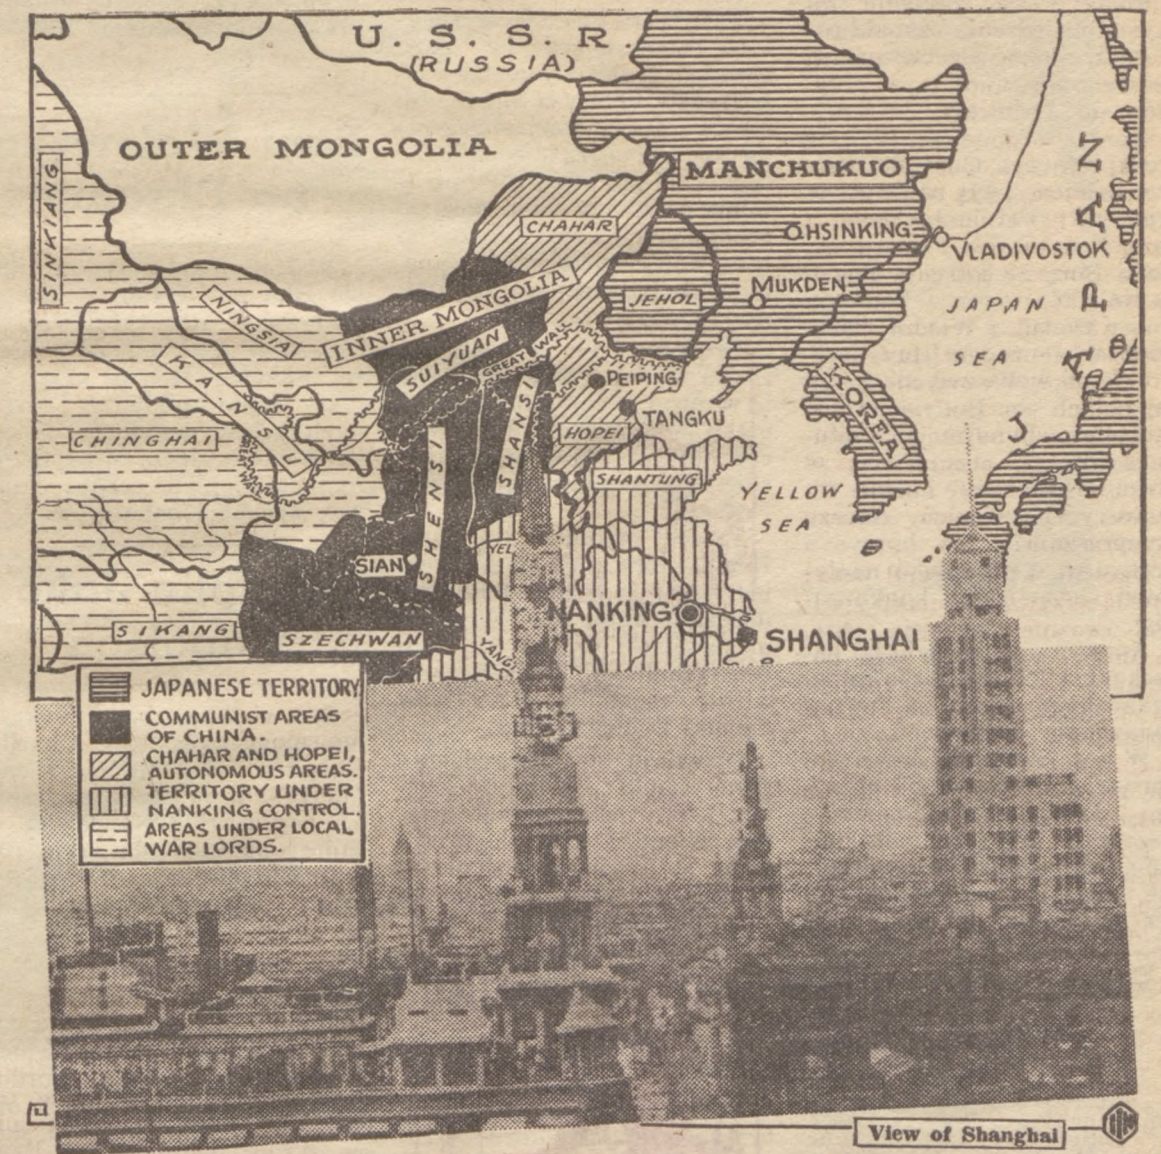 U. S. S. R.
(RUSSIA)
OUTER MONGOLIA
SINKIANG
MANCHUKUO
JAPAN
CHAHAR
HSINKING
VLADIVOSTOK
INNER MONGOLIA
JEHOL
MUKDEN
JAPAN
SEA
NINGSIA
SUIYUAN
GREAT WALL
KANSU
PEIPING
KOREA
SHANSI
TANGKU
CHINGHAI
HOPEI
SHENSI
SHANTUNG
YELLOW
SEA
SIAN
YEL
NANKING
SIKANG
SZECHWAN
YANG
SHANGHAI
JAPANESE TERRITORY
COMMUNIST AREAS
OF CHINA.
CHAHAR AND HOPEI,
AUTONOMOUS AREAS.
TERRITORY UNDER
NANKING CONTROL.
AREAS UNDER LOCAL
WAR LORDS.
View of Shanghai